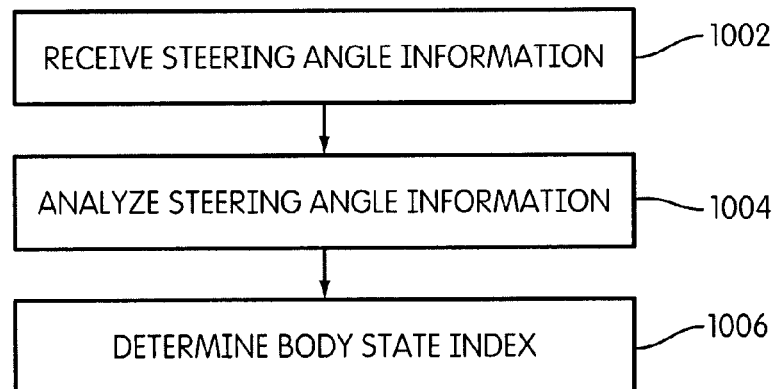 RECEIVE STEERING ANGLE INFORMATION
1002
ANALYZE STEERING ANGLE INFORMATION
1004
DETERMINE BODY STATE INDEX
1006